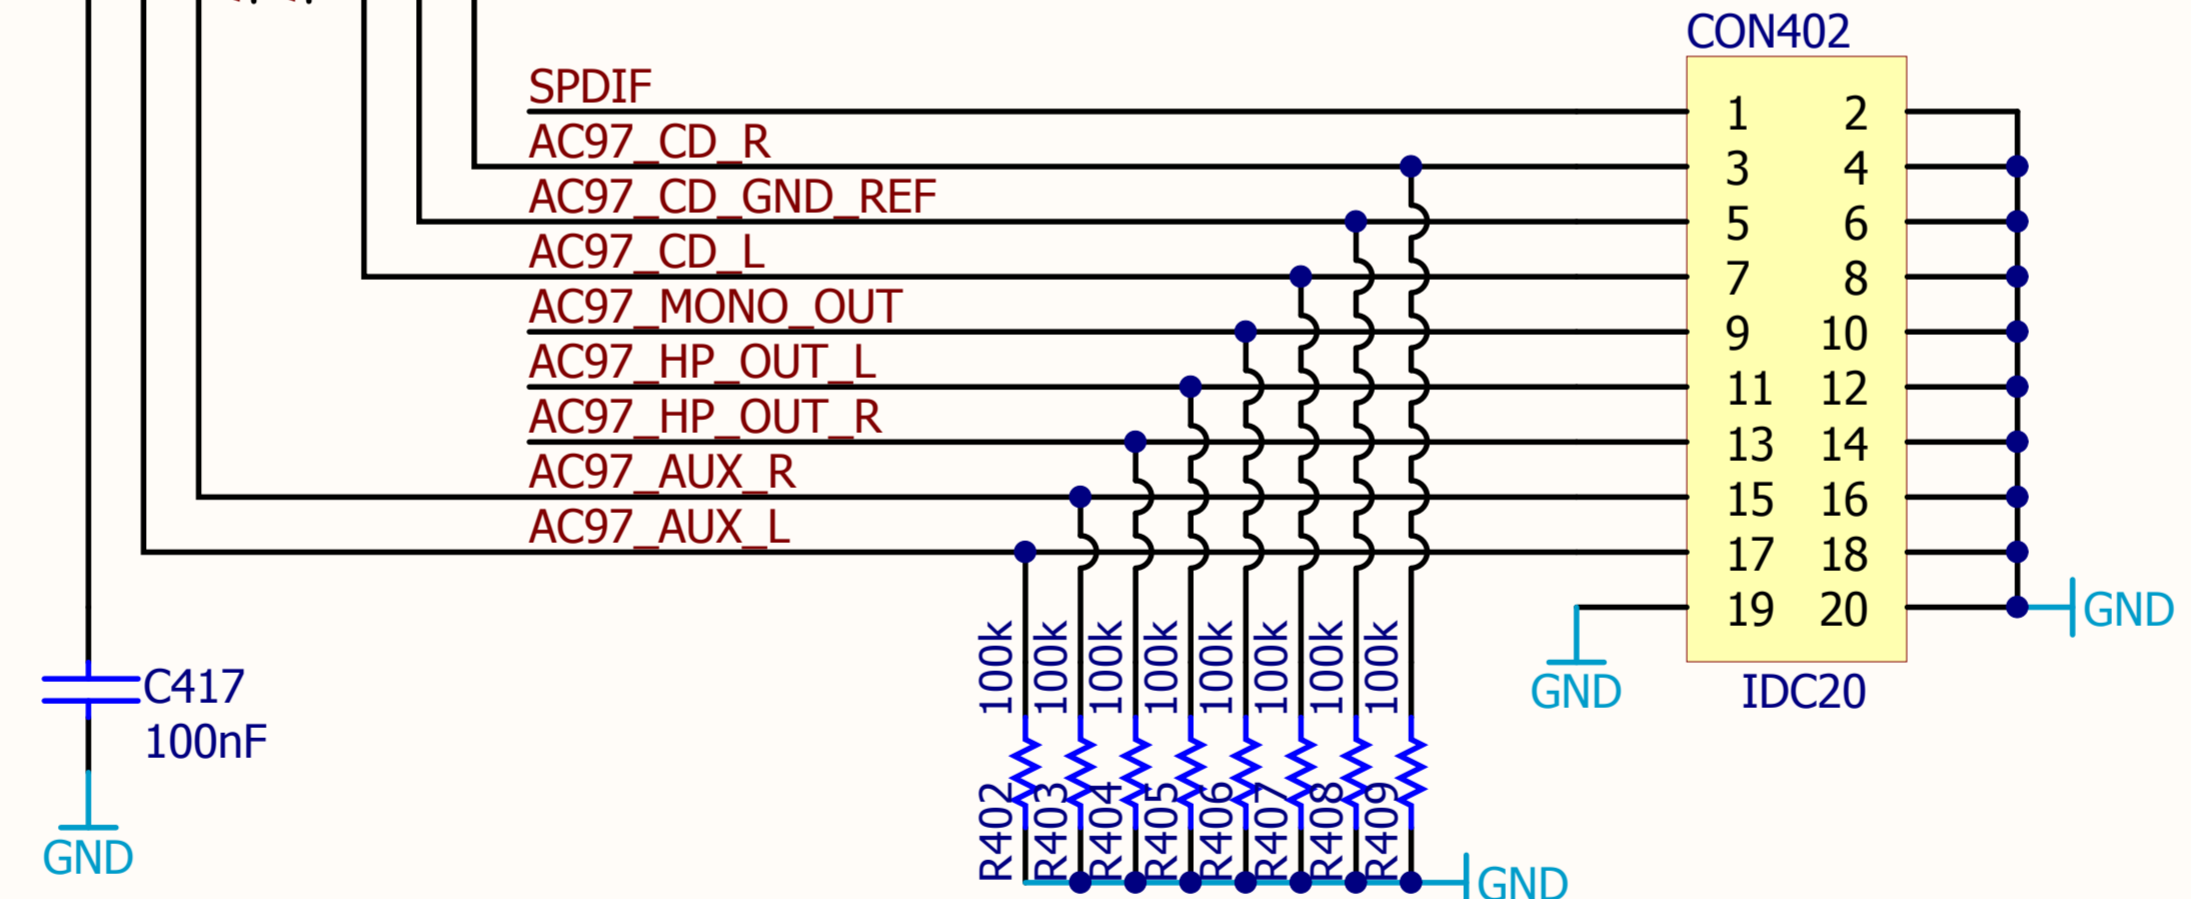 CON402
SPDIF
AC97_CD_R
AC97_CD_GND_REF
AC97_CD_L
AC97_MONO_OUT
AC97_HP_OUT_L
AC97_HP_OUT_R
AC97_AUX_R
AC97_AUX_L
1 2
3 4
5 6
7 8
9 10
11 12
13 14
15 16
17 18
19 20
GND
GND
IDC20
C417
100nF
GND
100k 100k 100k 100k 100k 100k 100k 100k
R402 R403 R404 R405 R406 R407 R408 R409
GND